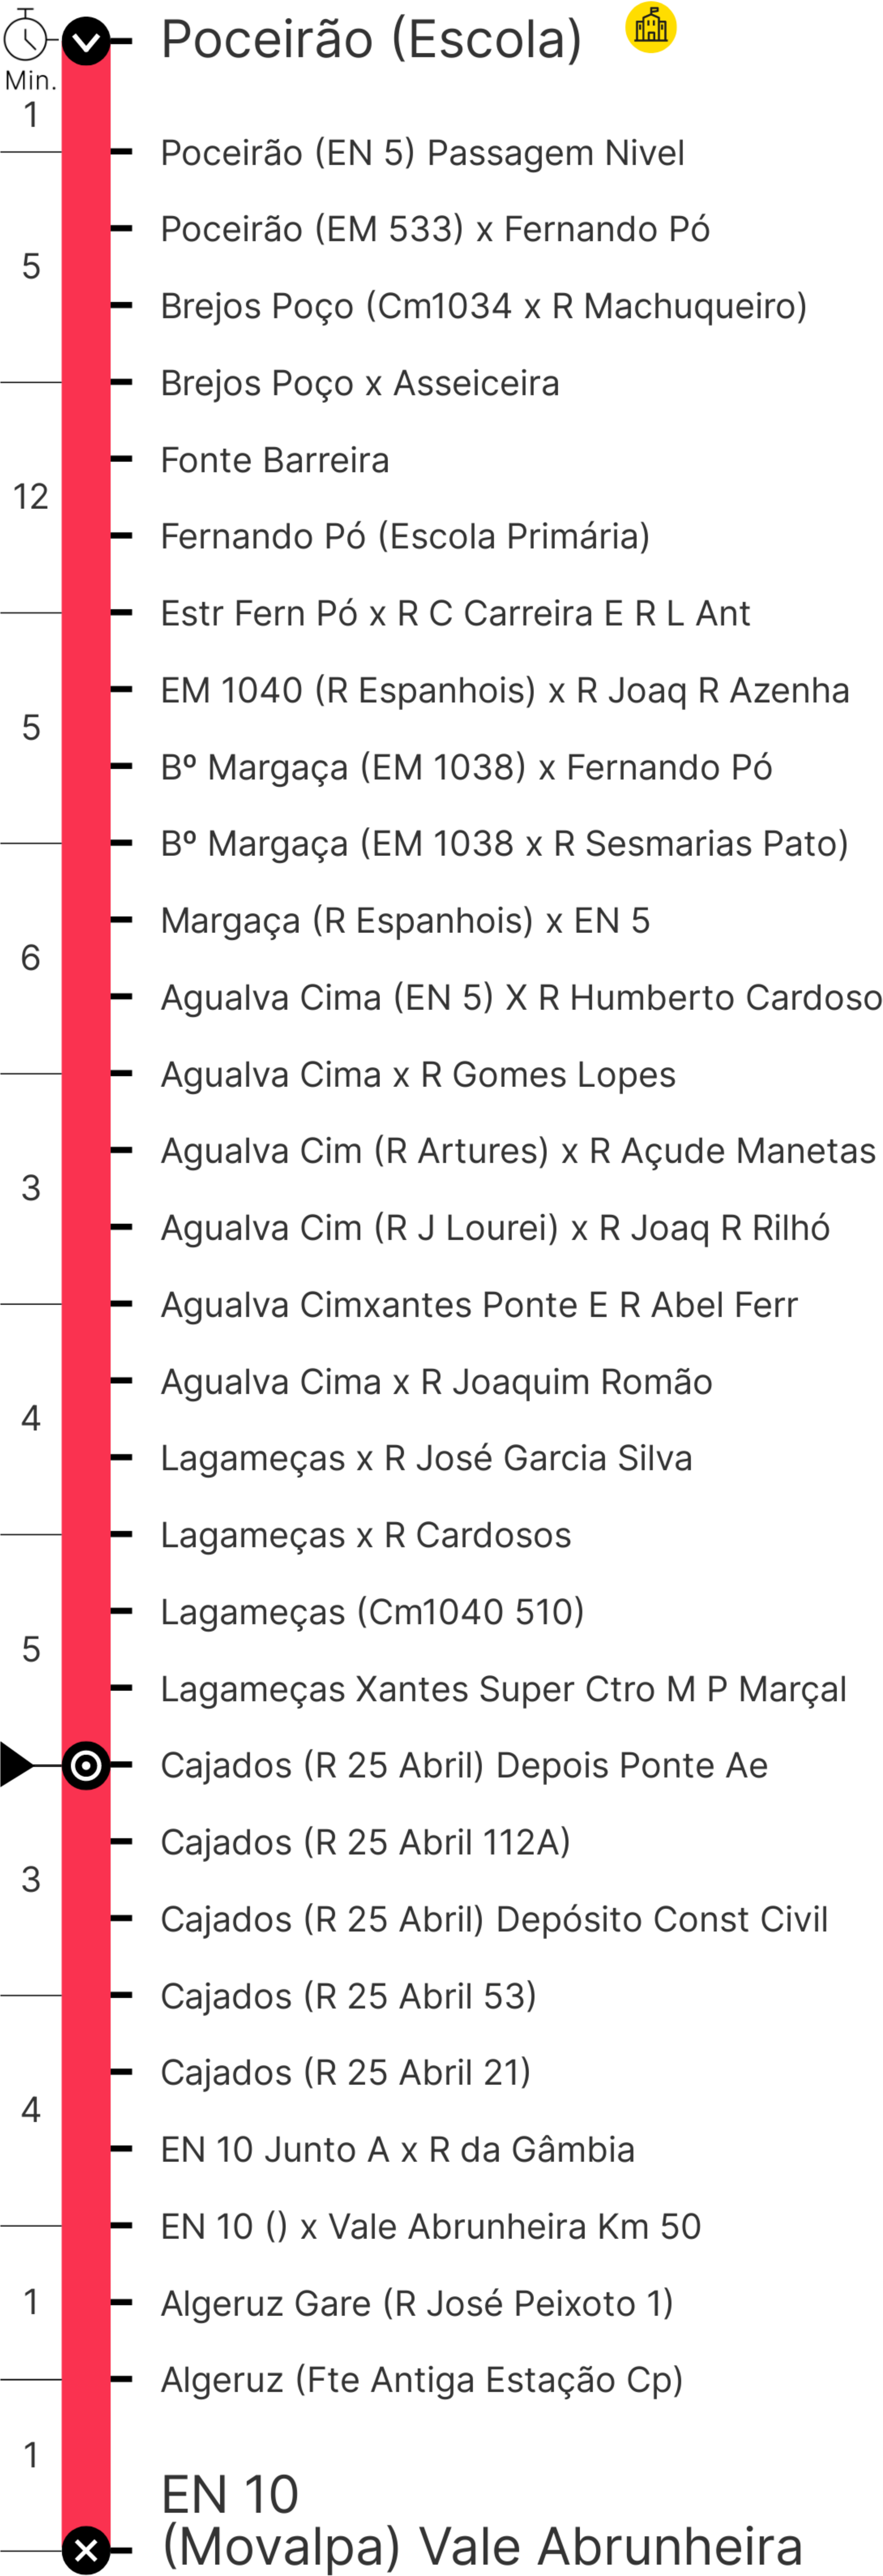 Poceirão (Escola)
Min.
1
Poceirão (EN 5) Passagem Nivel
Poceirão (EM 533) x Fernando Pó
5
Brejos Poço (Cm1034 x R Machuqueiro)
Brejos Poço x Asseiceira
Fonte Barreira
12
Fernando Pó (Escola Primária)
Estr Fern Pó x R C Carreira E R L Ant
EM 1040 (R Espanhois) x R Joaq R Azenha
5
Bº Margaça (EM 1038) x Fernando Pó
Bº Margaça (EM 1038 x R Sesmarias Pato)
Margaça (R Espanhois) x EN 5
6
Agualva Cima (EN 5) X R Humberto Cardoso
Agualva Cima x R Gomes Lopes
Agualva Cim (R Artures) x R Açude Manetas
3
Agualva Cim (R J Lourei) x R Joaq R Rilhó
Agualva Cimxantes Ponte E R Abel Ferr
Agualva Cima x R Joaquim Romão
4
Lagameças x R José Garcia Silva
Lagameças x R Cardosos
Lagameças (Cm1040 510)
5
Lagameças Xantes Super Ctro M P Marçal
Cajados (R 25 Abril) Depois Ponte Ae
Cajados (R 25 Abril 112A)
3
Cajados (R 25 Abril) Depósito Const Civil
Cajados (R 25 Abril 53)
Cajados (R 25 Abril 21)
4
EN 10 Junto A x R da Gâmbia
EN 10 () x Vale Abrunheira Km 50
1
Algeruz Gare (R José Peixoto 1)
Algeruz (Fte Antiga Estação Cp)
1
EN 10
(Movalpa) Vale Abrunheira